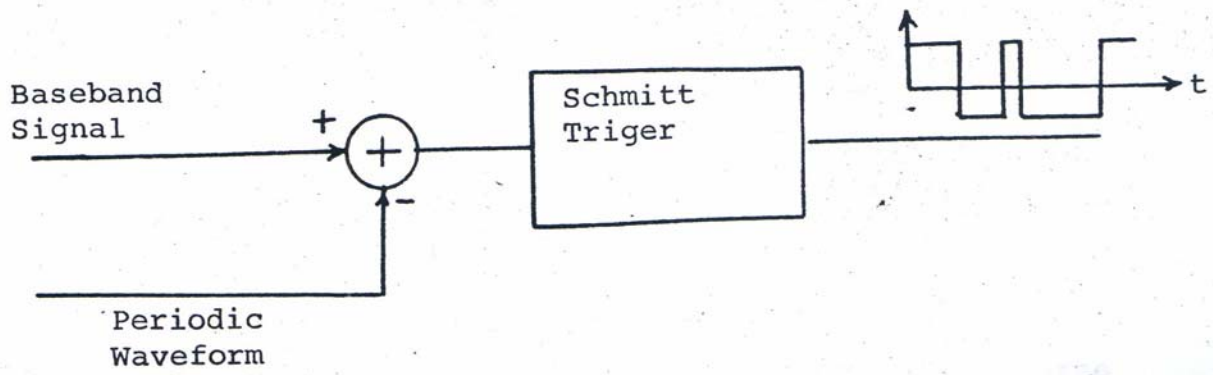 Baseband
Signal
+
+
-
Schmitt
Triger
t
Periodic
Waveform